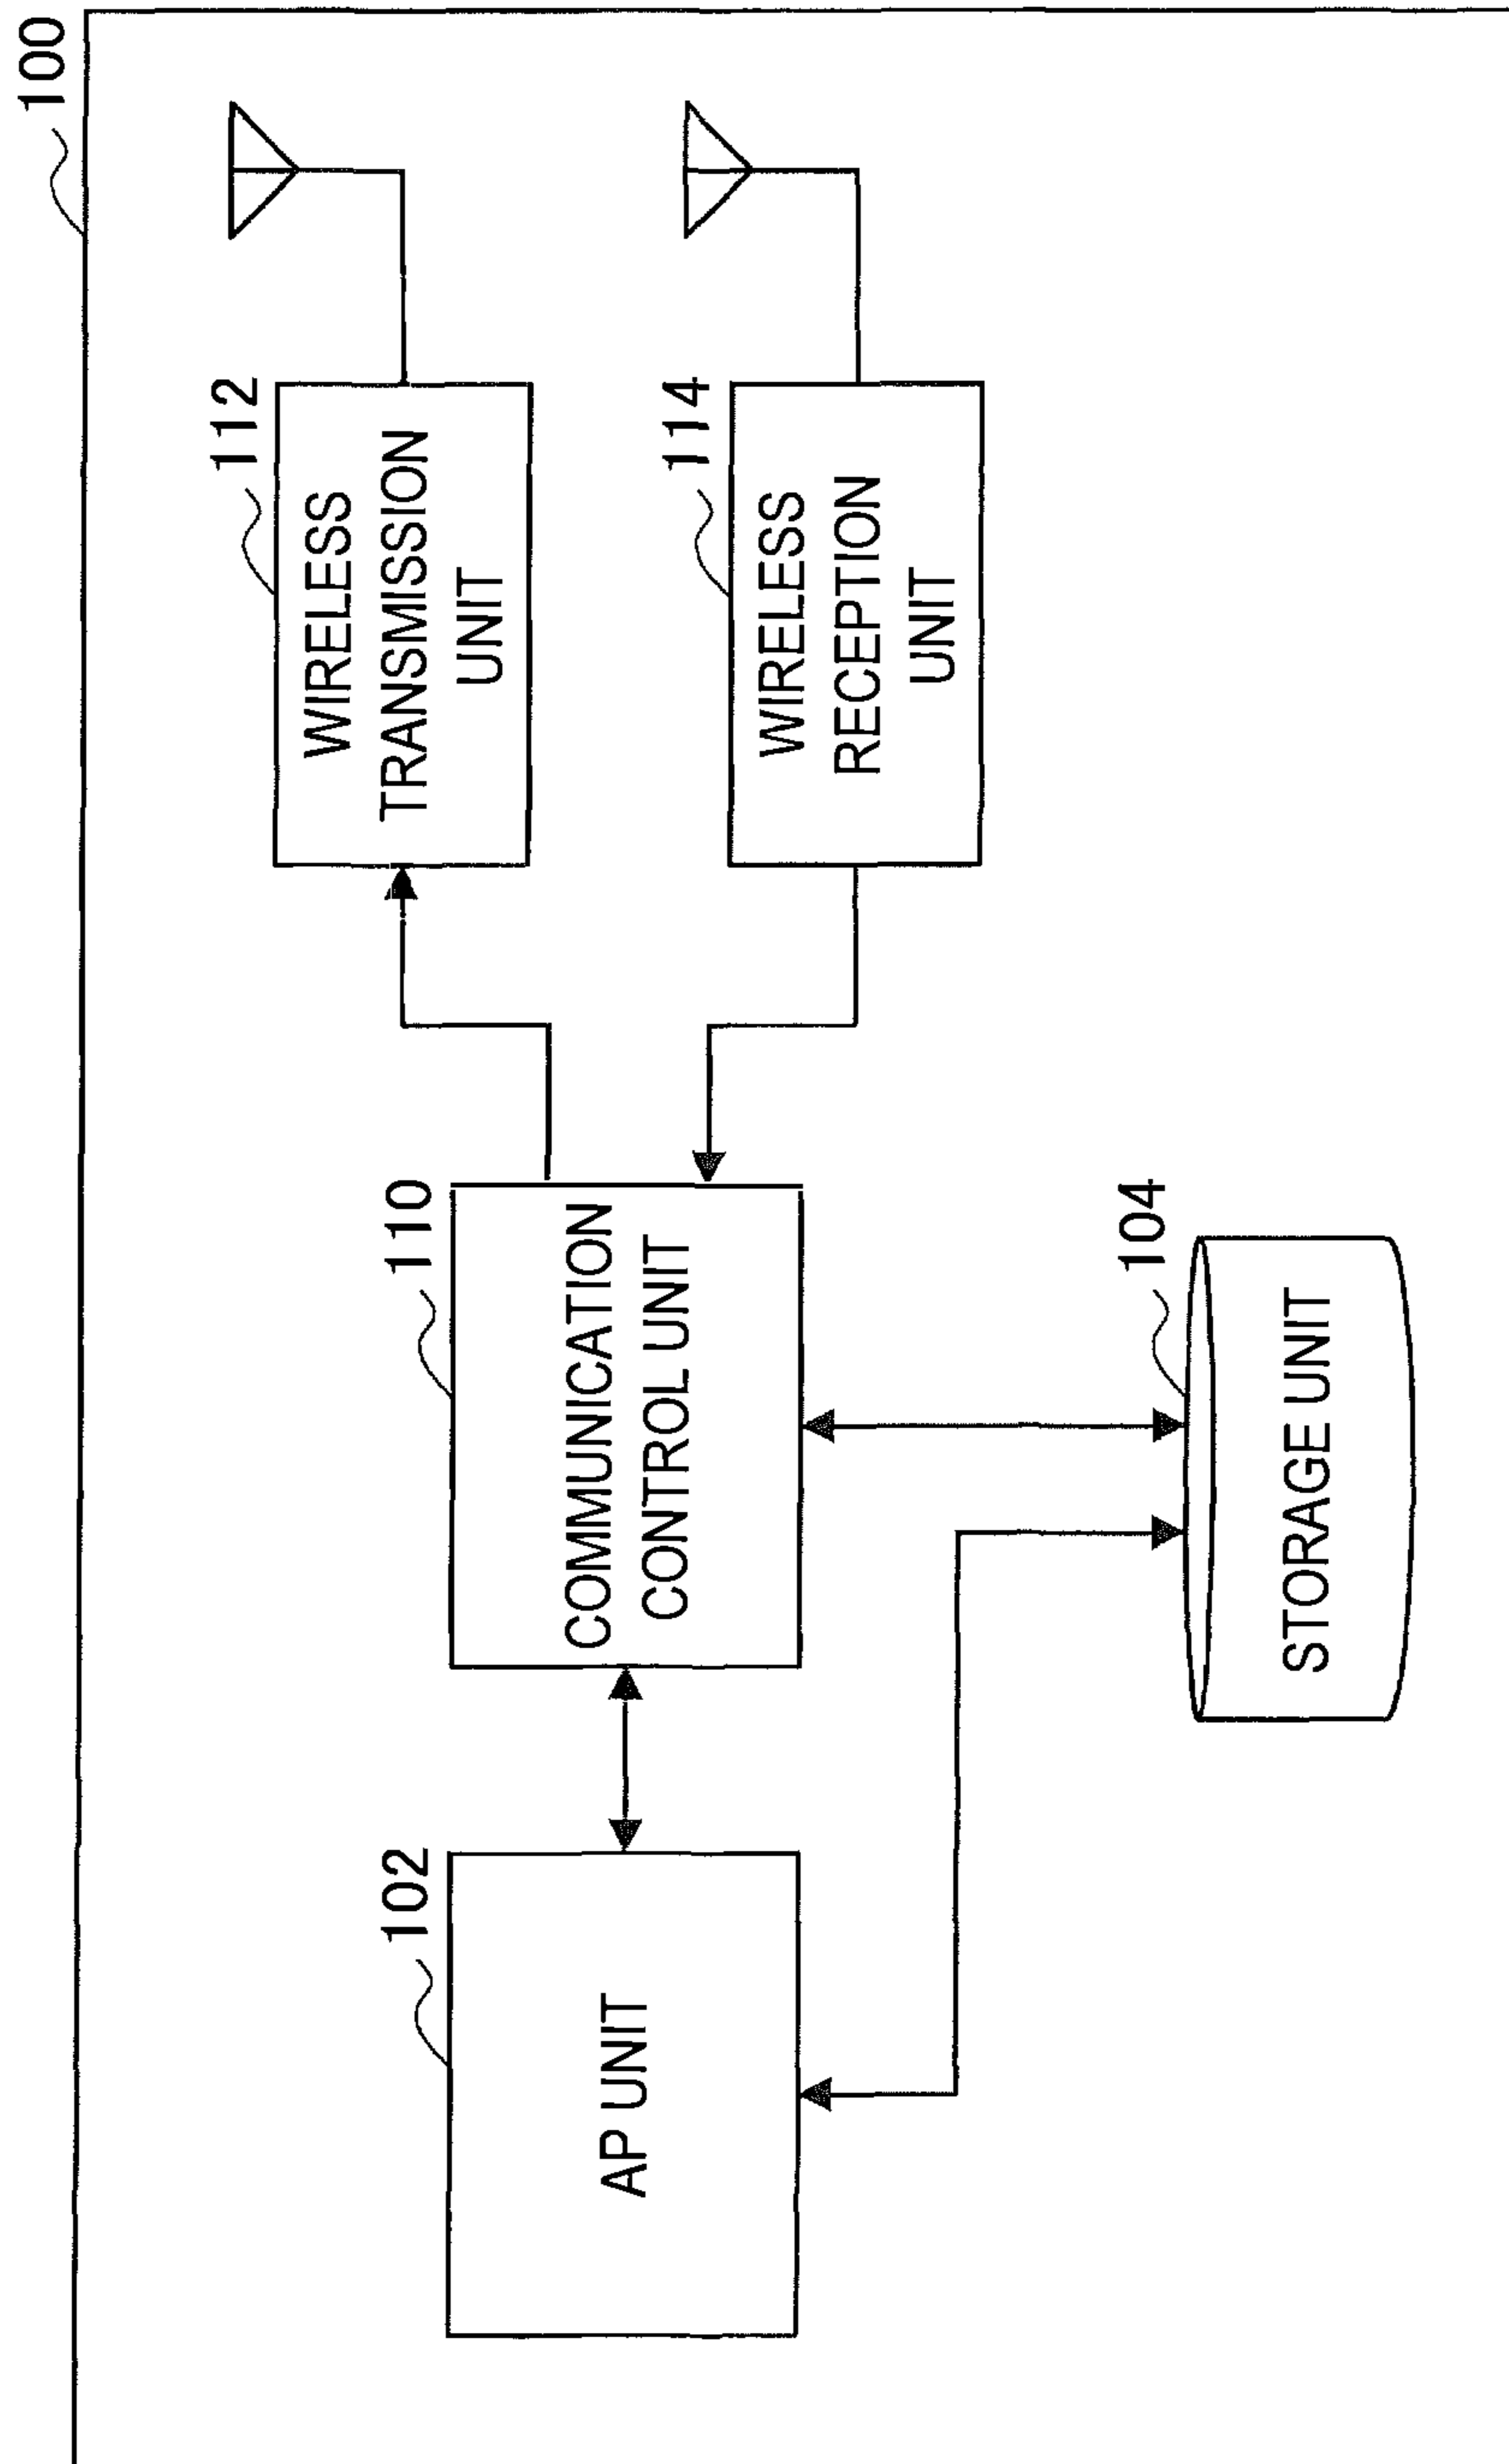 100
112
WIRELESS
TRANSMISSION
UNIT
114
WIRELESS
RECEPTION
UNIT
110
COMMUNICATION
CONTROL UNIT
102
AP UNIT
104
STORAGE UNIT